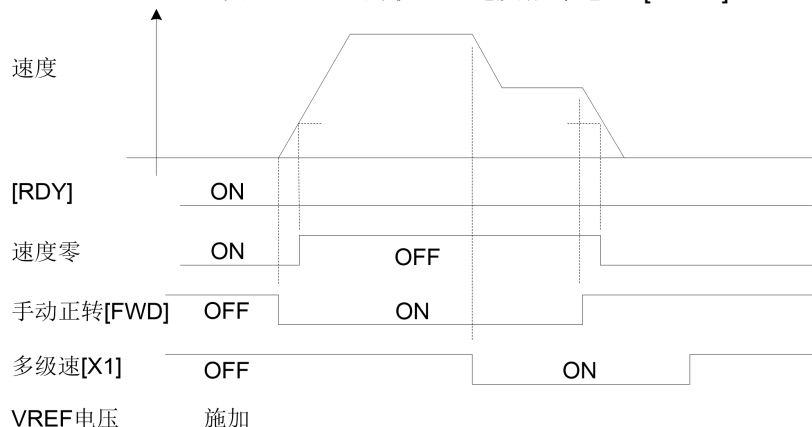 速度
[RDY] ON
速度零 ON OFF
手动正转[FWD] OFF ON
多级速[X1] OFF ON
VREF电压 施加